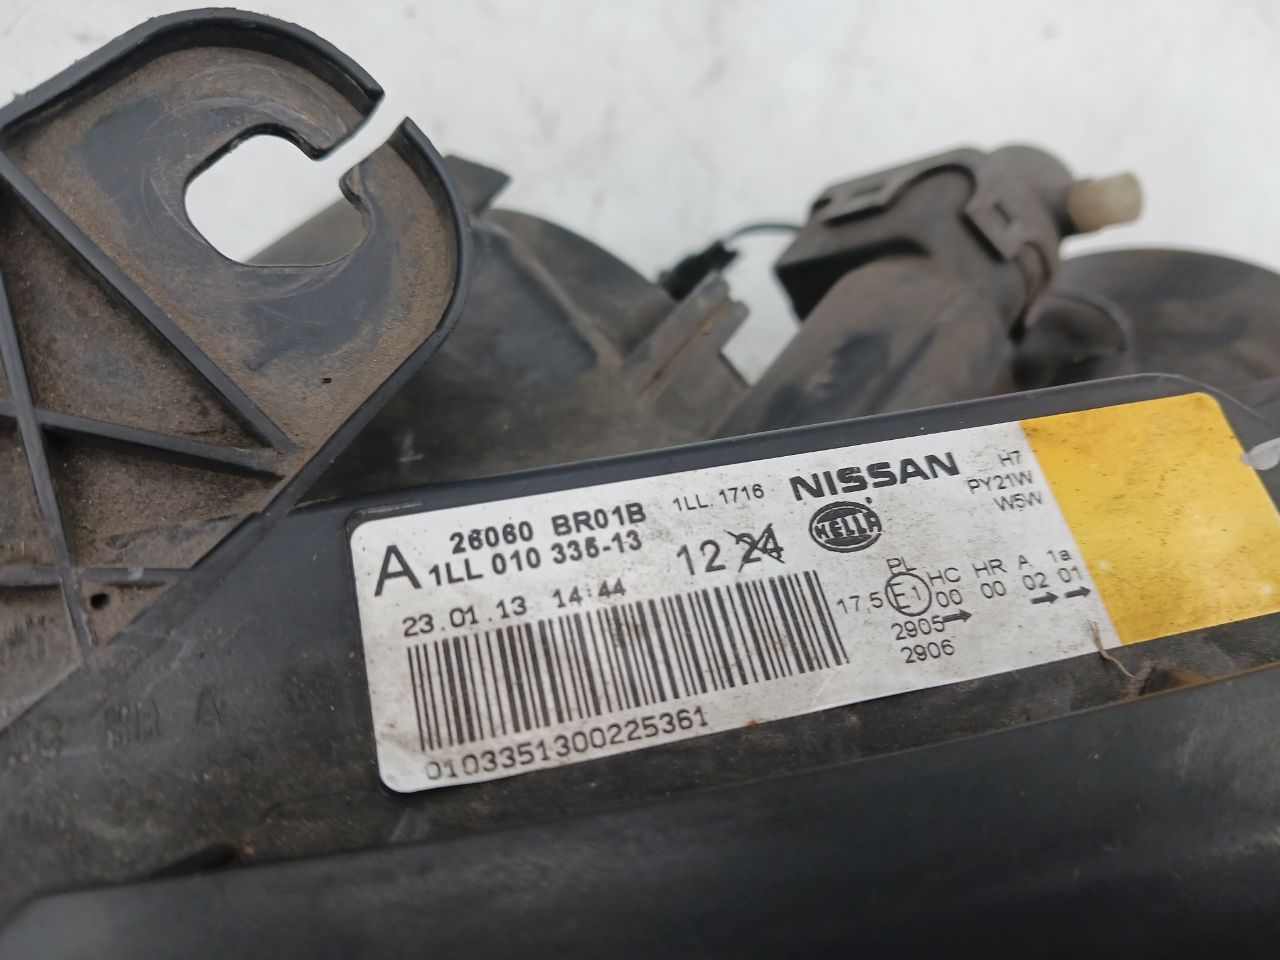 A
26060 BR01B
1LL 010 335-13
1LL. 1716
NISSAN
HELLA
H7
PY21W
W5W
23.01.13 14:44
12 24
PL
17,5 E1 HC HR A 1a
00 00 02 01
2905
2906
0103351300225361
HR A